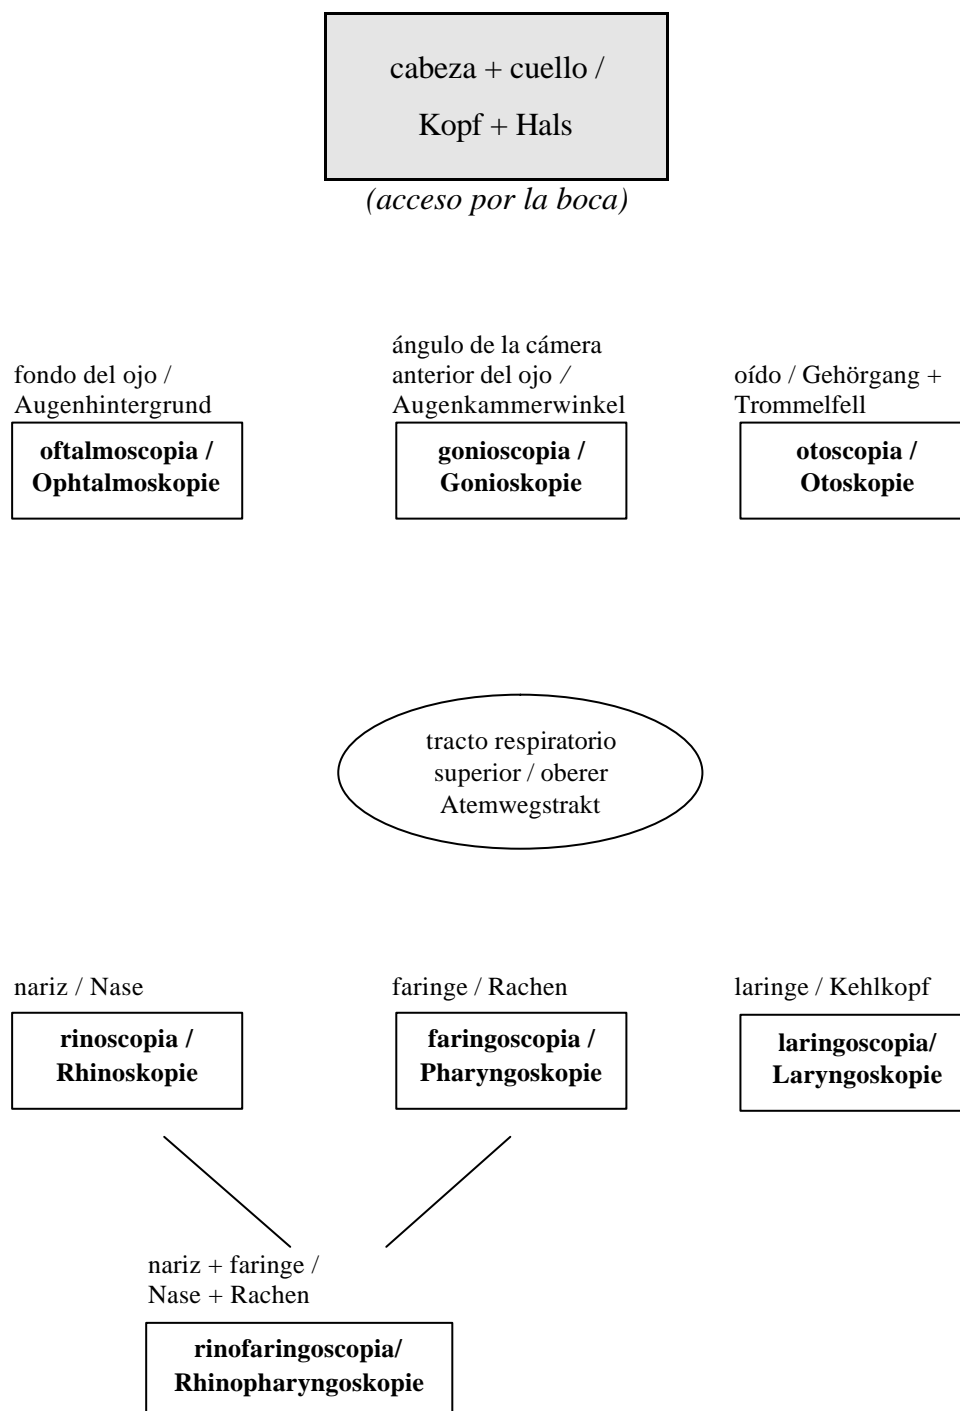 cabeza + cuello /
Kopf + Hals
(acceso por la boca)
fondo del ojo /
Augenhintergrund
oftalmoscopia /
Ophtalmoskopie
ángulo de la cámera
anterior del ojo /
Augenkammerwinkel
gonioscopia /
Gonioskopie
oído / Gehörgang +
Trommelfell
otoscopia /
Otoskopie
tracto respiratorio
superior / oberer
Atemwegstrakt
nariz / Nase
rinoscopia /
Rhinoskopie
faringe / Rachen
faringoscopia /
Pharyngoskopie
laringe / Kehlkopf
laringoscopia/
Laryngoskopie
nariz + faringe /
Nase + Rachen
rinofaringoscopia/
Rhinopharyngoskopie